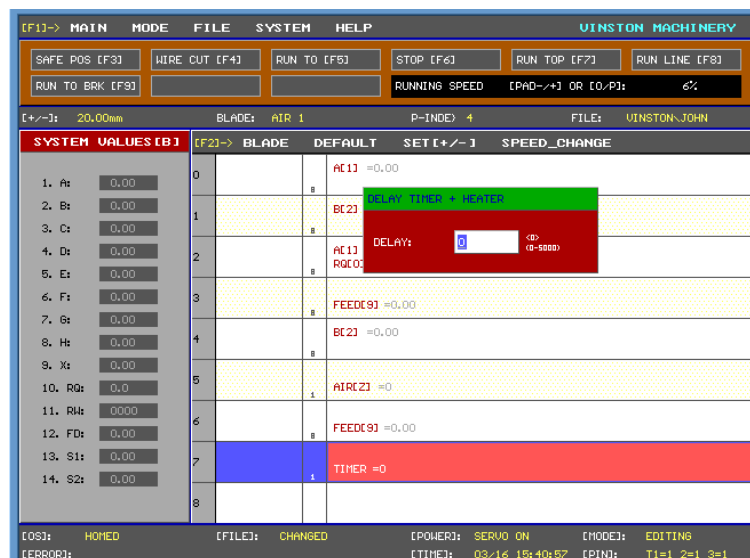 [F1]-> MAIN MODE FILE SYSTEM HELP VINSTON MACHINERY
SAFE POS [F3] WIRE CUT [F4] RUN TO [F5] STOP [F6] RUN TOP [F7] RUN LINE [F8]
RUN TO BRK [F9] RUNNING SPEED [PAD-/+] OR [O/P]: 6%
[+/-]: 20.00mm BLADE: AIR 1 P-INDE) 4 FILE: VINSTON\JOHN
SYSTEM VALUES[B] [F2]-> BLADE DEFAULT SET[+/-] SPEED_CHANGE
1. A: 0.00
2. B: 0.00
3. C: 0.00
4. D: 0.00
5. E: 0.00
6. F: 0.00
7. G: 0.00
8. H: 0.00
9. X: 0.00
10. RQ: 0.0
11. RW: 0000
12. FD: 0.00
13. S1: 0.00
14. S2: 0.00
0 8 A[1] =0.00
1 8 B[2]
2 8 A[1]
RQ[0]
3 8 FEED[9] =0.00
4 8 B[2] =0.00
5 1 AIR[Z] =0
6 8 FEED[9] =0.00
7 1 TIMER =0
8
DELAY TIMER + HEATER
DELAY: 0 <0>
(0-5000)
[OS]: HOMED [FILE]: CHANGED [POWER]: SERVO ON [MODE]: EDITING
[ERROR]: [TIME]: 03/16 15:40:57 [PIN]: T1=1 2=1 3=1